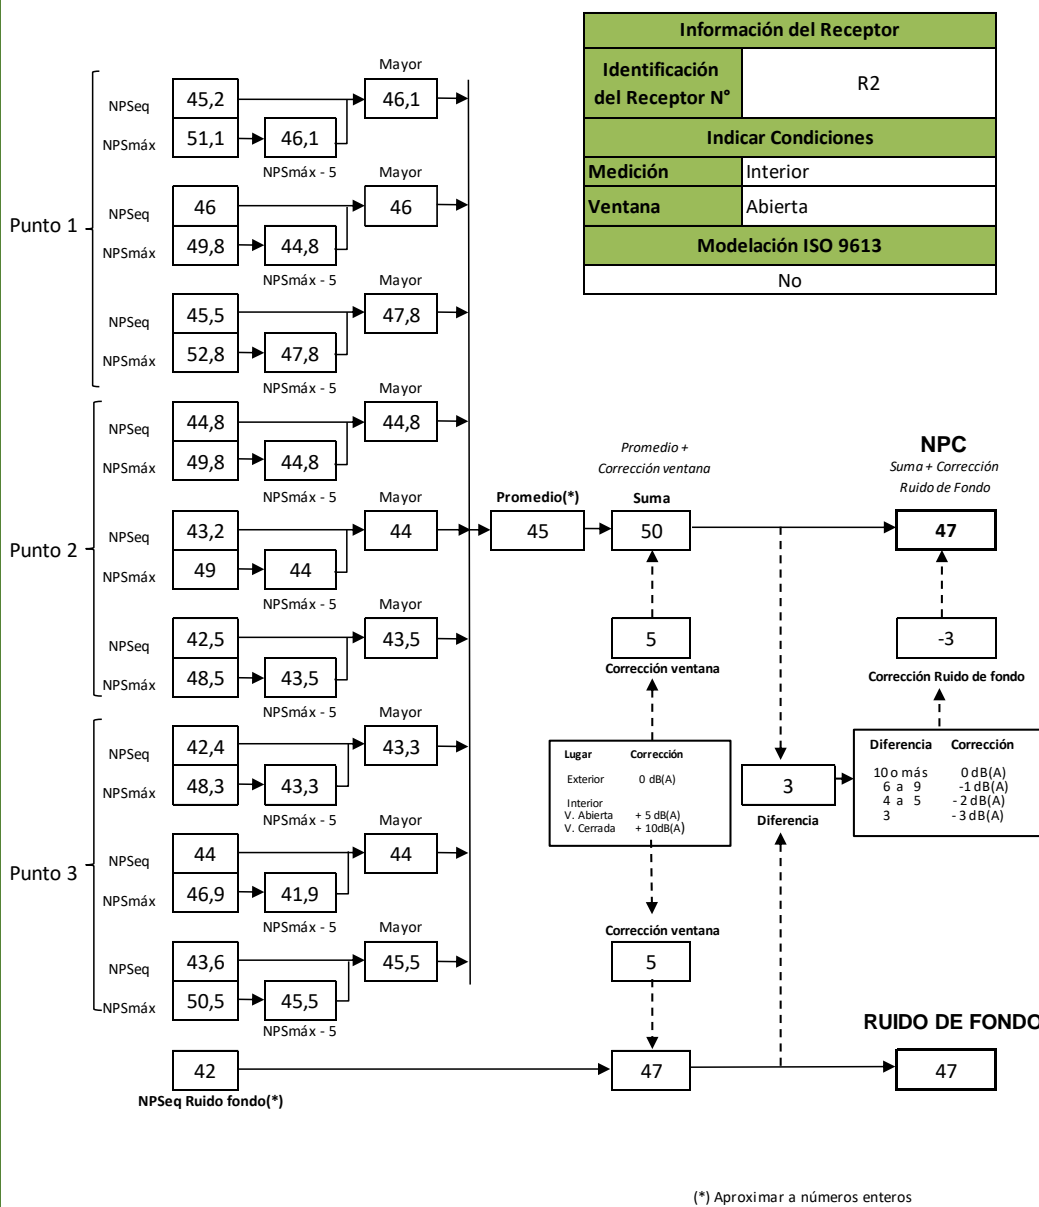 Información del Receptor
Identificación
del Receptor N°
R2
Indicar Condiciones
Medición
Interior
Ventana
Abierta
Modelación ISO 9613
No
Punto 1
Mayor
NPSeq
45,2
46,1
NPSmáx
51,1
46,1
NPSmáx - 5
Mayor
NPSeq
46
46
NPSmáx
49,8
44,8
NPSmáx - 5
Mayor
NPSeq
45,5
47,8
NPSmáx
52,8
47,8
NPSmáx - 5
Punto 2
Mayor
NPSeq
44,8
44,8
NPSmáx
49,8
44,8
NPSmáx - 5
Mayor
NPSeq
43,2
44
NPSmáx
49
44
NPSmáx - 5
Mayor
NPSeq
42,5
43,5
NPSmáx
48,5
43,5
NPSmáx - 5
Punto 3
Mayor
NPSeq
42,4
43,3
NPSmáx
48,3
43,3
NPSmáx - 5
Mayor
NPSeq
44
44
NPSmáx
46,9
41,9
NPSmáx - 5
Mayor
NPSeq
43,6
45,5
NPSmáx
50,5
45,5
NPSmáx - 5
42
NPSeq Ruido fondo(*)
Promedio(*)
45
Promedio +
Corrección ventana
Suma
50
5
Corrección ventana
Lugar Corrección
Exterior 0 dB(A)
Interior
V. Abierta + 5 dB(A)
V. Cerrada + 10dB(A)
Corrección ventana
5
47
3
Diferencia
NPC
Suma + Corrección
Ruido de Fondo
47
-3
Corrección Ruido de fondo
Diferencia Corrección
10 o más 0 dB(A)
6 a 9 -1 dB(A)
4 a 5 - 2 dB(A)
3 - 3 dB(A)
RUIDO DE FONDO
47
(*) Aproximar a números enteros